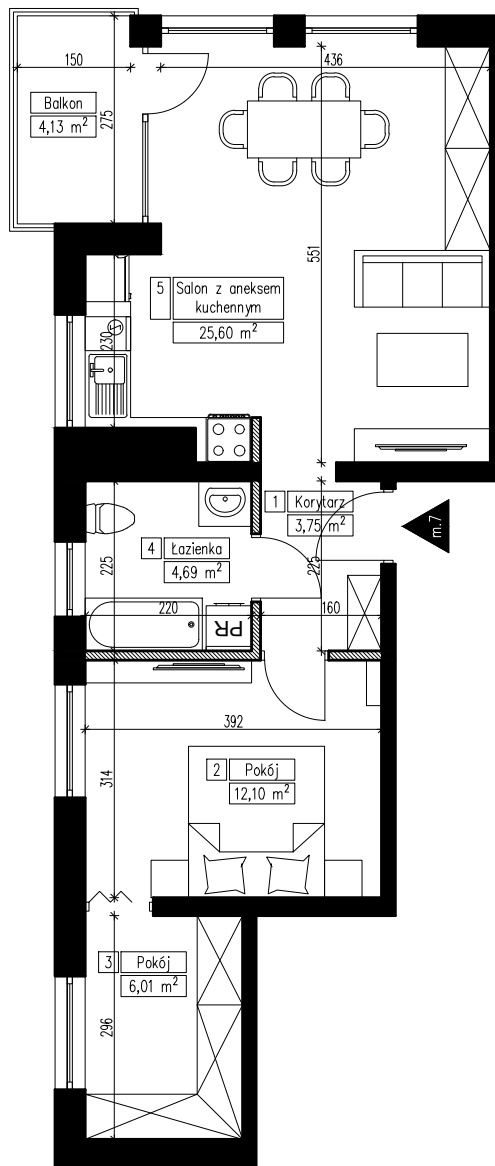 150
436
Balkon
4,13 m²
275
551
5 Salon z aneksem
kuchennym
25,60 m²
230
1 Korytarz
3,75 m²
m.7
4 Łazienka
4,69 m²
225
225
220
160
PR
392
2 Pokój
12,10 m²
314
3 Pokój
6,01 m²
296